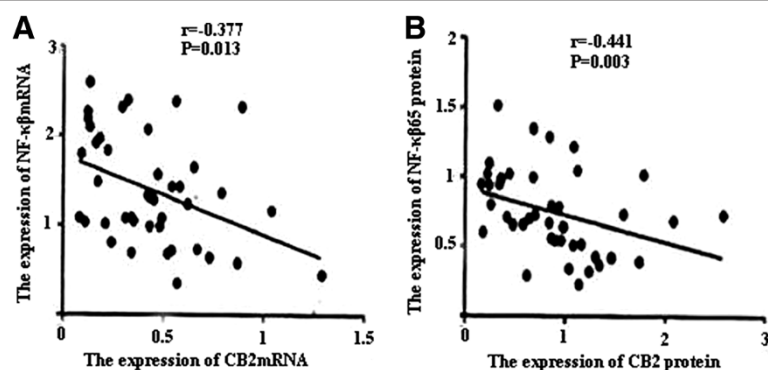 A
r=-0.377
P=0.013
The expression of NF-κβmRNA
3
2
1
0
0.5
1
1.5
The expression of CB2mRNA
B
r=-0.441
P=0.003
The expression of NF-κβ65 protein
2
1.5
1
0.5
0
1
2
3
The expression of CB2 protein